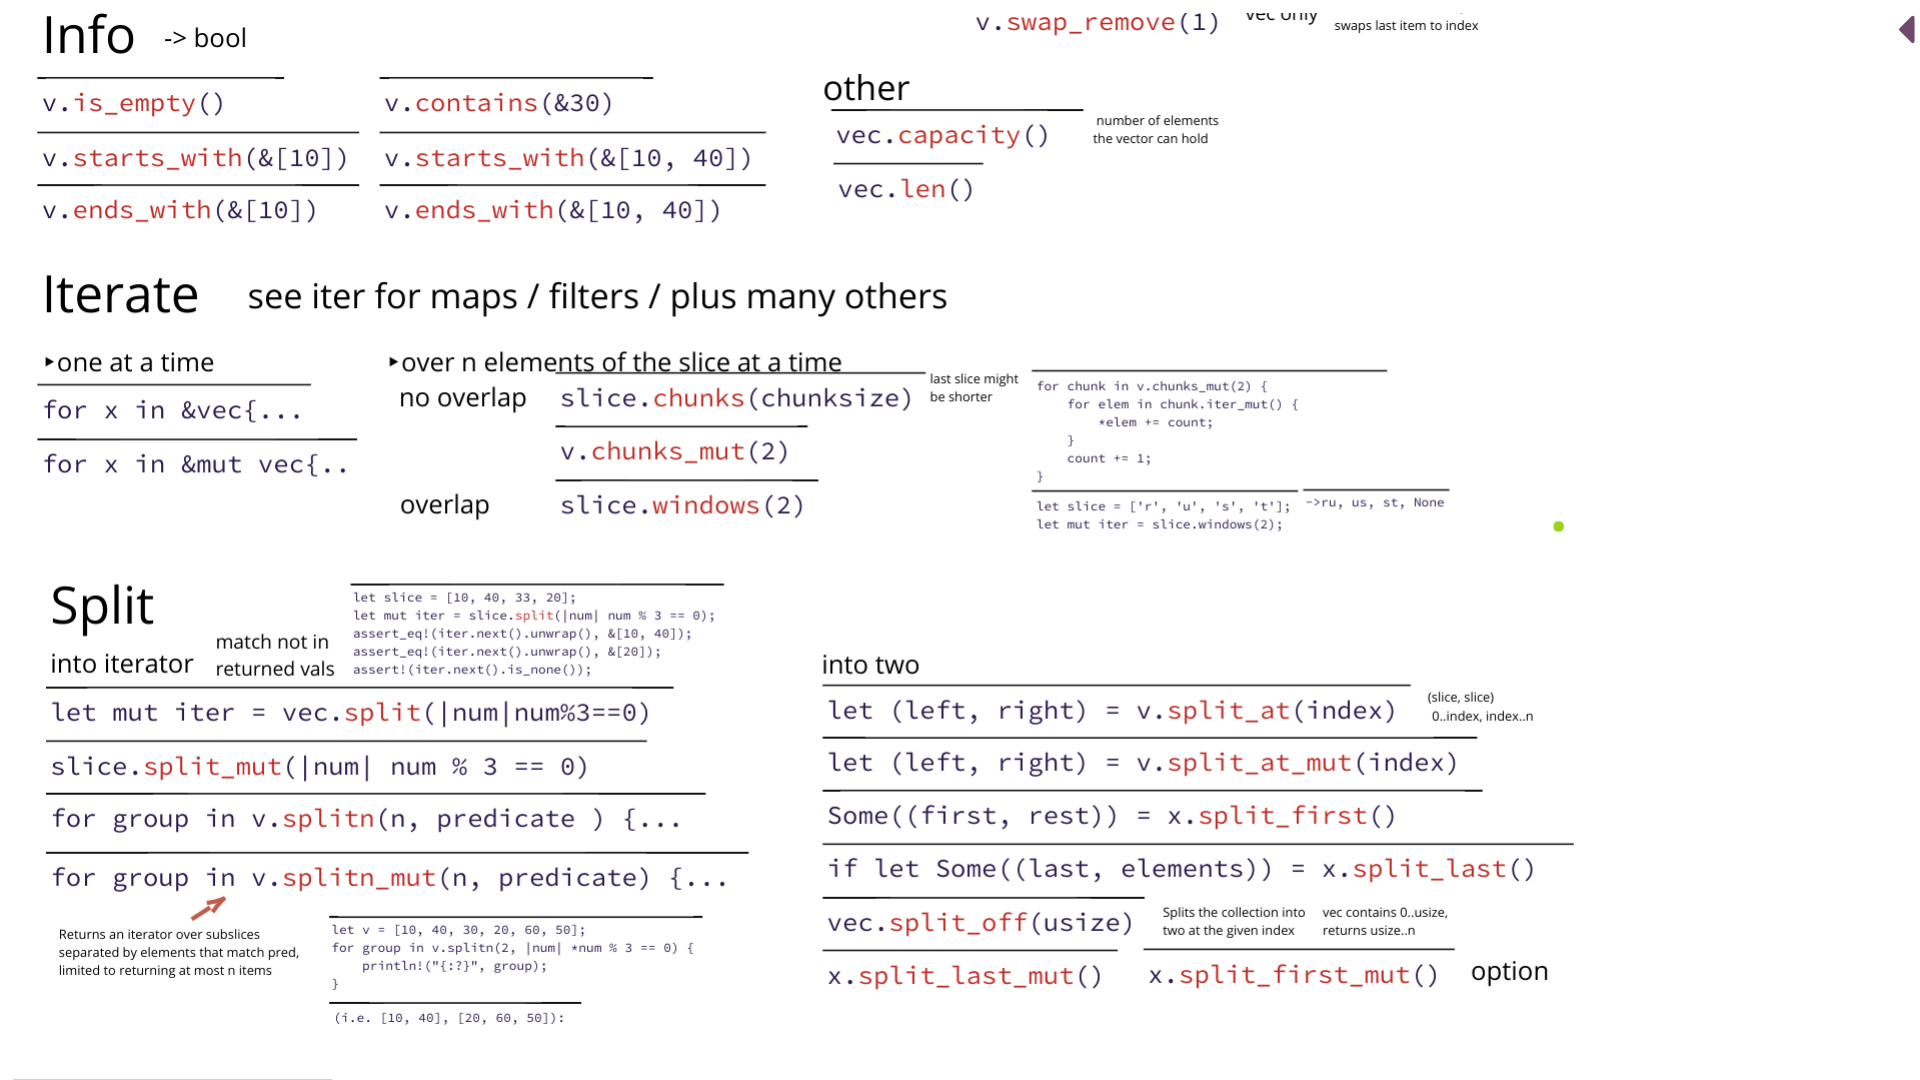 v.swap_remove(1) vec only swaps last item to index
Info -> bool
v.is_empty()
v.starts_with(&[10])
v.ends_with(&[10])
v.contains(&30)
v.starts_with(&[10, 40])
v.ends_with(&[10, 40])
other
vec.capacity()
number of elements
the vector can hold
vec.len()
Iterate see iter for maps / filters / plus many others
‣one at a time
for x in &vec{...
for x in &mut vec{..
‣over n elements of the slice at a time
no overlap slice.chunks(chunksize)
last slice might
be shorter
v.chunks_mut(2)
overlap slice.windows(2)
for chunk in v.chunks_mut(2) {
    for elem in chunk.iter_mut() {
        *elem += count;
    }
    count += 1;
}
let slice = ['r', 'u', 's', 't'];
let mut iter = slice.windows(2);
->ru, us, st, None
Split
into iterator
match not in
returned vals
let slice = [10, 40, 33, 20];
let mut iter = slice.split(|num| num % 3 == 0);
assert_eq!(iter.next().unwrap(), &[10, 40]);
assert_eq!(iter.next().unwrap(), &[20]);
assert!(iter.next().is_none());
let mut iter = vec.split(|num|num%3==0)
slice.split_mut(|num| num % 3 == 0)
for group in v.splitn(n, predicate ) {...
for group in v.splitn_mut(n, predicate) {...
Returns an iterator over subslices
separated by elements that match pred,
limited to returning at most n items
let v = [10, 40, 30, 20, 60, 50];
for group in v.splitn(2, |num| *num % 3 == 0) {
    println!("{:?}", group);
}
(i.e. [10, 40], [20, 60, 50]):
into two
let (left, right) = v.split_at(index)
(slice, slice)
0..index, index..n
let (left, right) = v.split_at_mut(index)
Some((first, rest)) = x.split_first()
if let Some((last, elements)) = x.split_last()
vec.split_off(usize)
Splits the collection into
two at the given index
vec contains 0..usize,
returns usize..n
x.split_last_mut()
x.split_first_mut() option